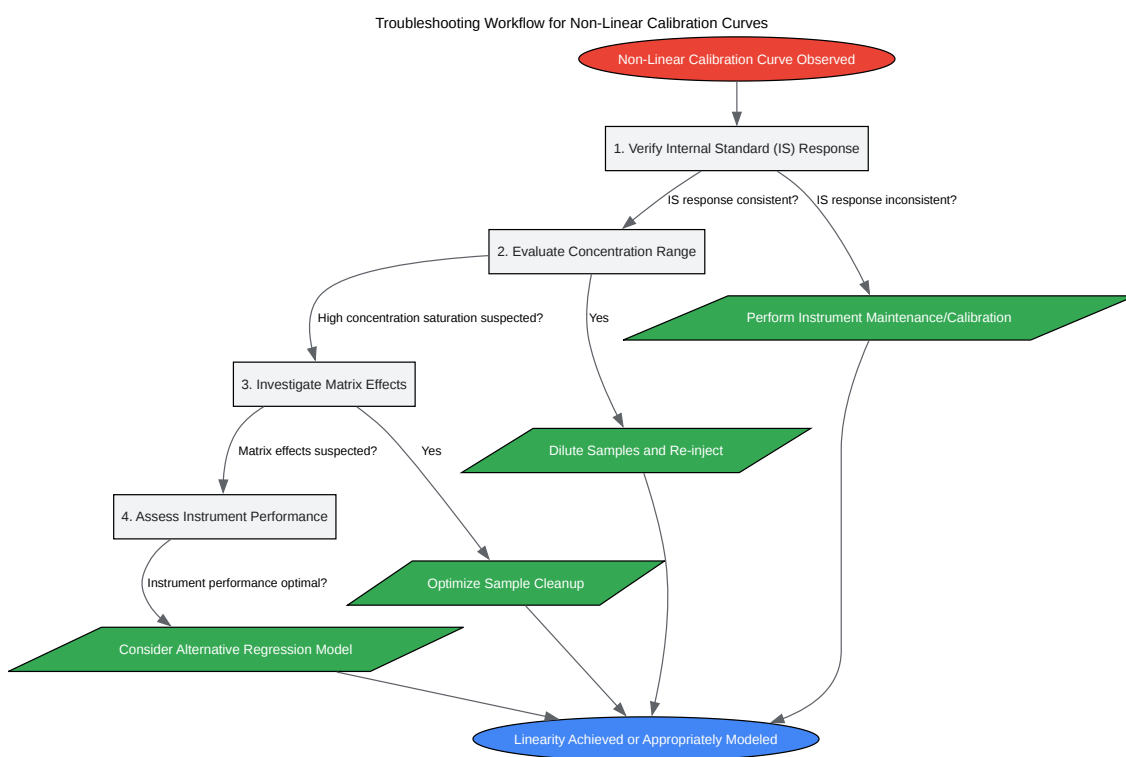 Troubleshooting Workflow for Non-Linear Calibration Curves
Non-Linear Calibration Curve Observed
1. Verify Internal Standard (IS) Response
IS response consistent?
IS response inconsistent?
2. Evaluate Concentration Range
High concentration saturation suspected?
Yes
Perform Instrument Maintenance/Calibration
3. Investigate Matrix Effects
Matrix effects suspected?
Yes
Dilute Samples and Re-inject
4. Assess Instrument Performance
Instrument performance optimal?
Optimize Sample Cleanup
Consider Alternative Regression Model
Linearity Achieved or Appropriately Modeled